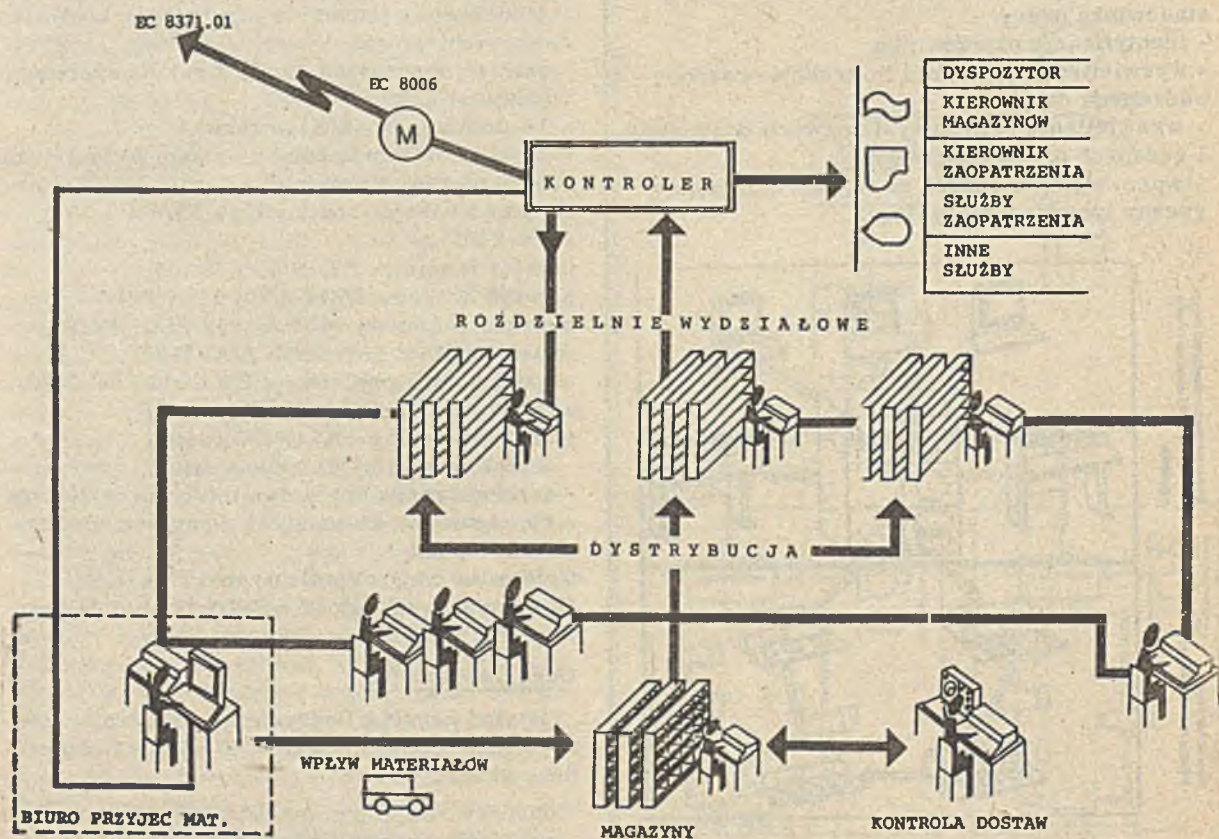 EC 8371.01
EC 8006
M
KONTROLER
DYSPOZYTOR
KIEROWNIK
MAGAZYNÓW
KIEROWNIK
ZAOPATRZENIA
SŁUŻBY
ZAOPATRZENIA
INNE
SŁUŻBY
ROZDZIELNIE WYDZIAŁOWE
DYSTRYBUCJA
WPŁYW MATERIAŁÓW
BIURO PRZYJĘC MAT.
MAGAZYNY
KONTROLA DOSTAW